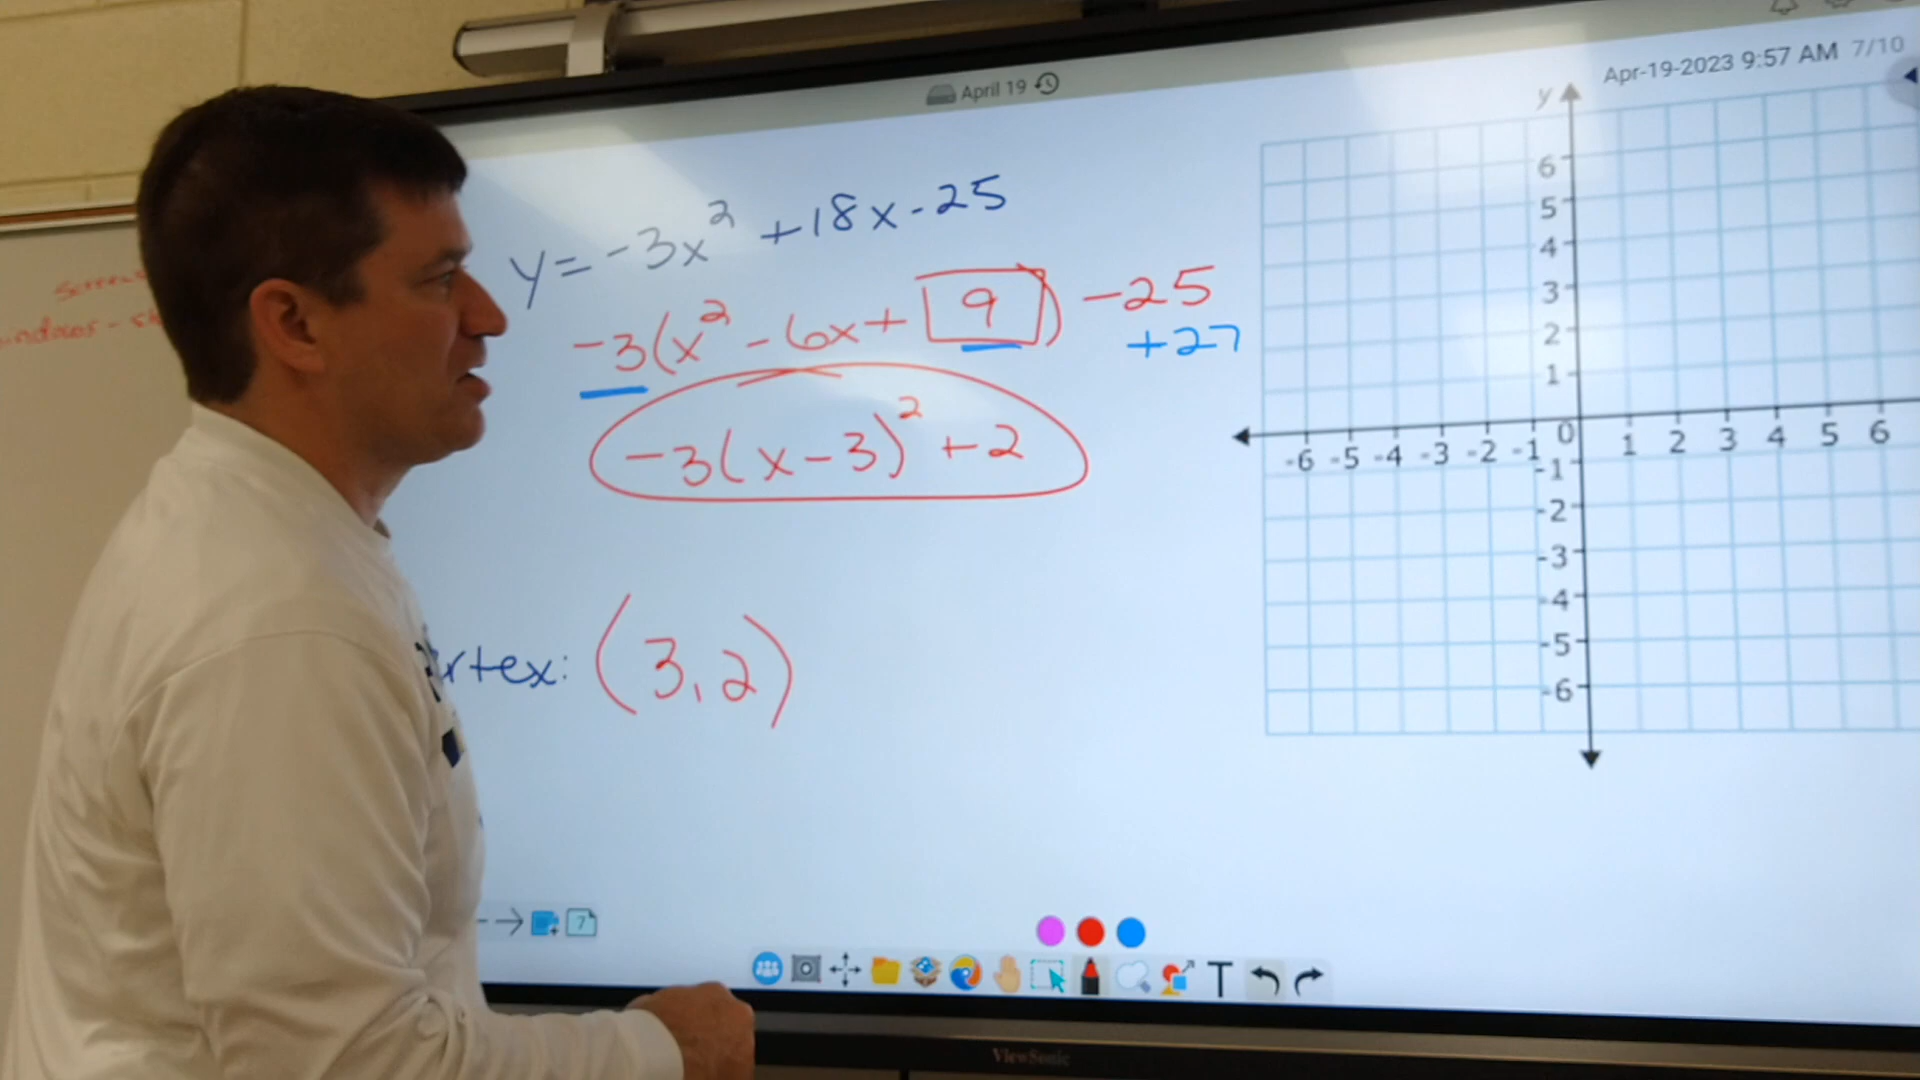 April 19
Apr-19-2023 9:57 AM 7/10
y = -3x² +18x-25
-3(x² - 6x + 9) -25
+27
-3(x-3)² +2
rtex: (3,2)
y
6
5
4
3
2
1
-6 -5 -4 -3 -2 -1 0 1 2 3 4 5 6
-1
-2
-3
-4
-5
-6
7
T
ViewSonic